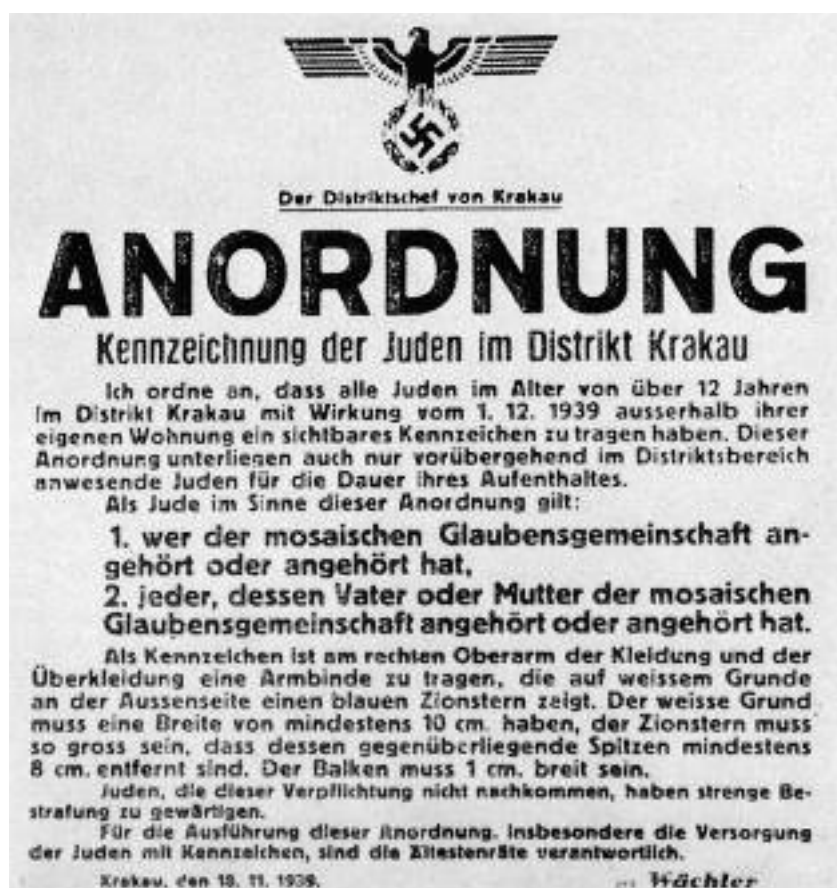 Der Distriktschef von Krakau
ANORDNUNG
Kennzeichnung der Juden im Distrikt Krakau
Ich ordne an, dass alle Juden im Alter von über 12 Jahren
im Distrikt Krakau mit Wirkung vom 1. 12. 1939 ausserhalb ihrer
eigenen Wohnung ein sichtbares Kennzeichen zu tragen haben. Dieser
Anordnung unterliegen auch nur vorübergehend im Distriktsbereich
anwesende Juden für die Dauer ihres Aufenthaltes.
Als Jude im Sinne dieser Anordnung gilt:
1. wer der mosaischen Glaubensgemeinschaft an-
gehört oder angehört hat,
2. jeder, dessen Vater oder Mutter der mosaischen
Glaubensgemeinschaft angehört oder angehört hat.
Als Kennzeichen ist am rechten Oberarm der Kleidung und der
Überkleidung eine Armbinde zu tragen, die auf weissem Grunde
an der Aussenseite einen blauen Zionstern zeigt. Der weisse Grund
muss eine Breite von mindestens 10 cm. haben, der Zionstern muss
so gross sein, dass dessen gegenüberliegende Spitzen mindestens
8 cm. entfernt sind. Der Balken muss 1 cm. breit sein.
Juden, die dieser Verpflichtung nicht nachkommen, haben strenge Be-
strafung zu gewärtigen.
Für die Ausführung dieser Anordnung, insbesondere die Versorgung
der Juden mit Kennzeichen, sind die Ältestenräte verantwortlich.
Krakau, den 18. 11. 1939.
Wächter